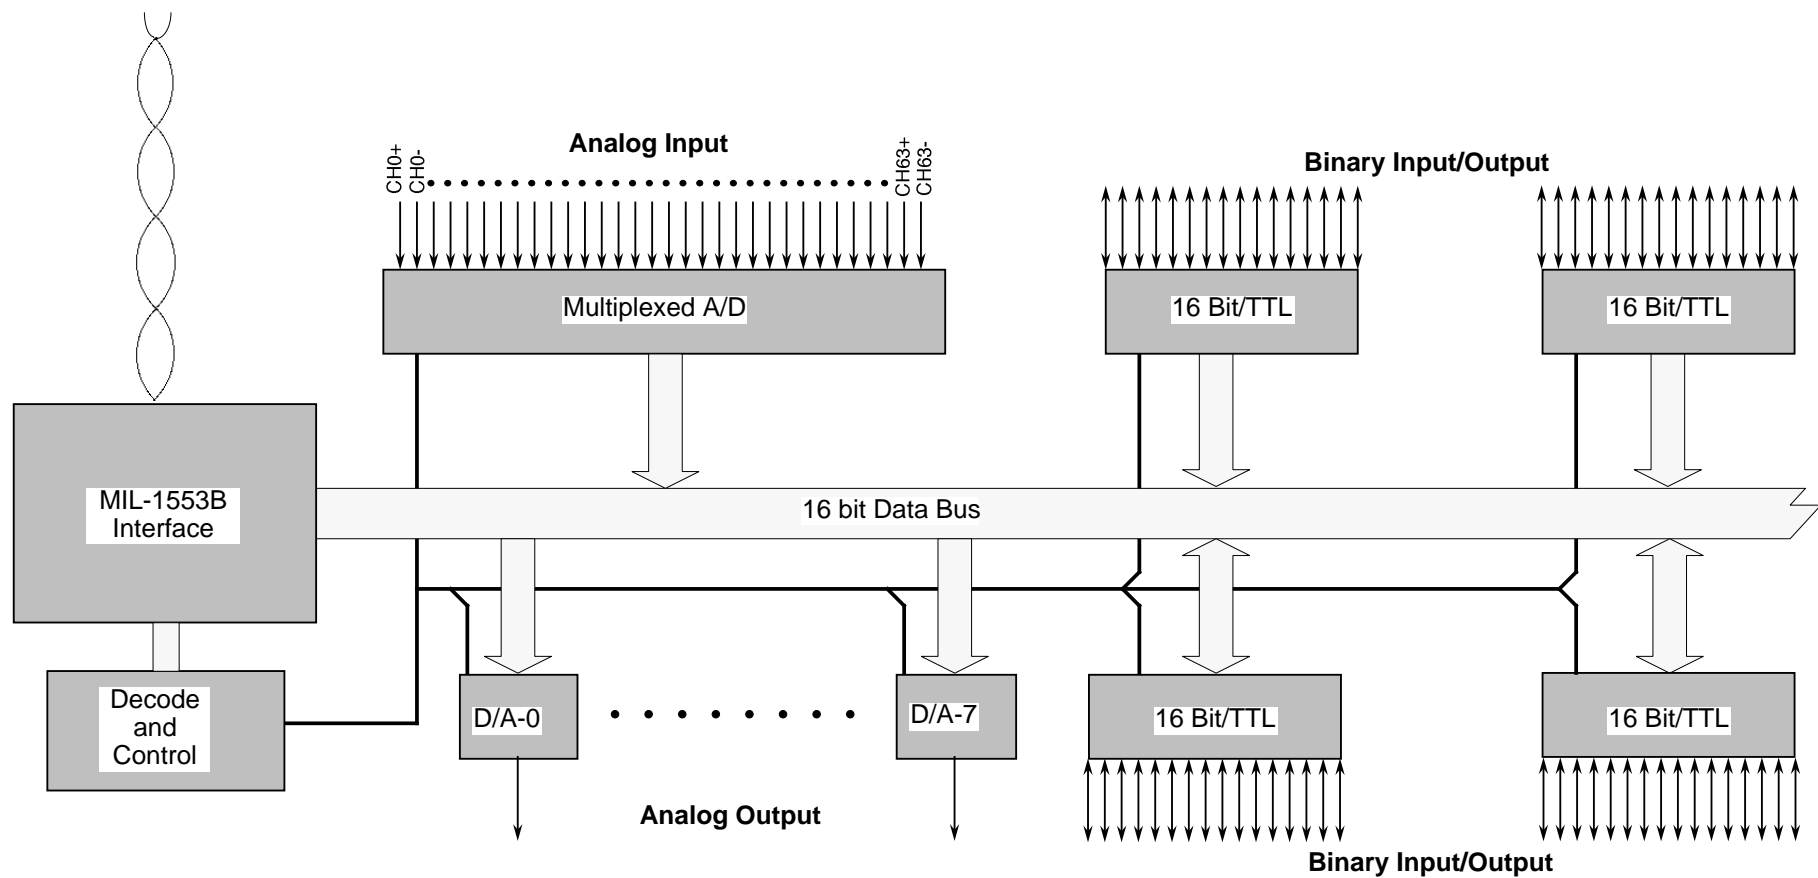 Analog Input
Binary Input/Output
CH0+
CH0-
CH63+
CH63-
Multiplexed A/D
16 Bit/TTL
16 Bit/TTL
MIL-1553B
Interface
16 bit Data Bus
Decode
and
Control
D/A-0
D/A-7
16 Bit/TTL
16 Bit/TTL
Analog Output
Binary Input/Output